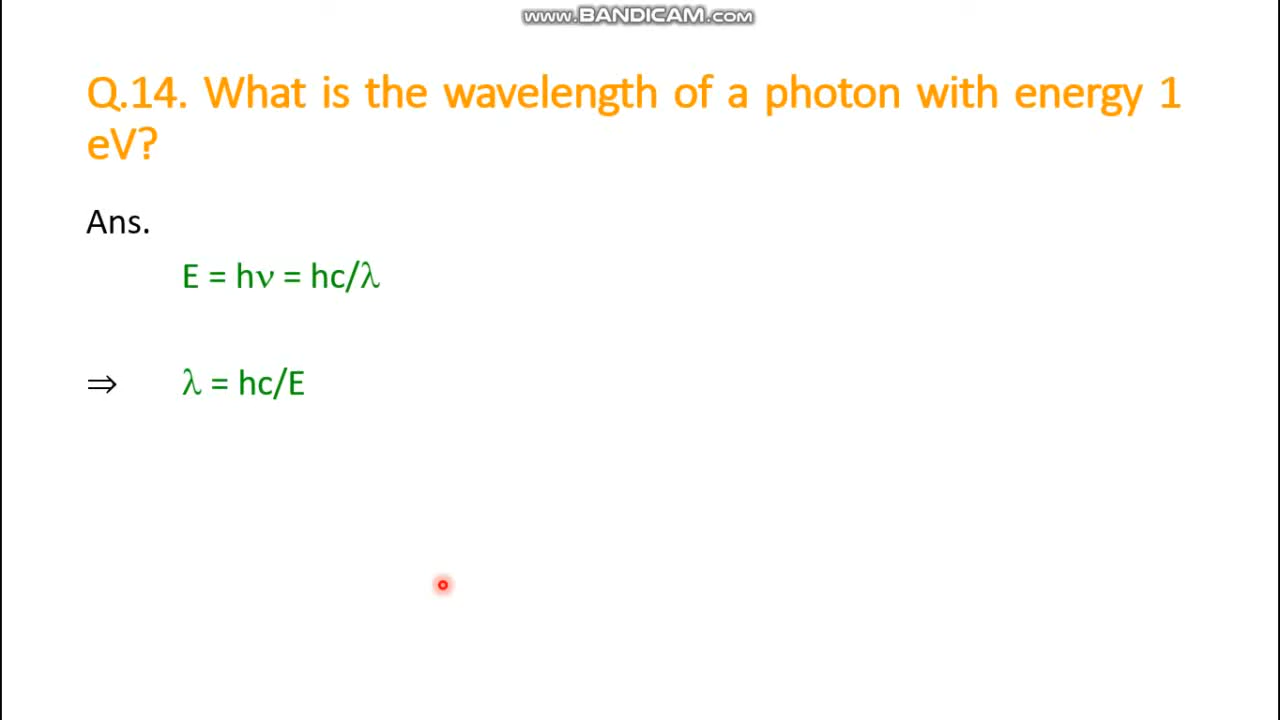 www.BANDICAM.com
Q.14. What is the wavelength of a photon with energy 1
eV?
Ans.
E = hν = hc/λ
⇒ λ = hc/E